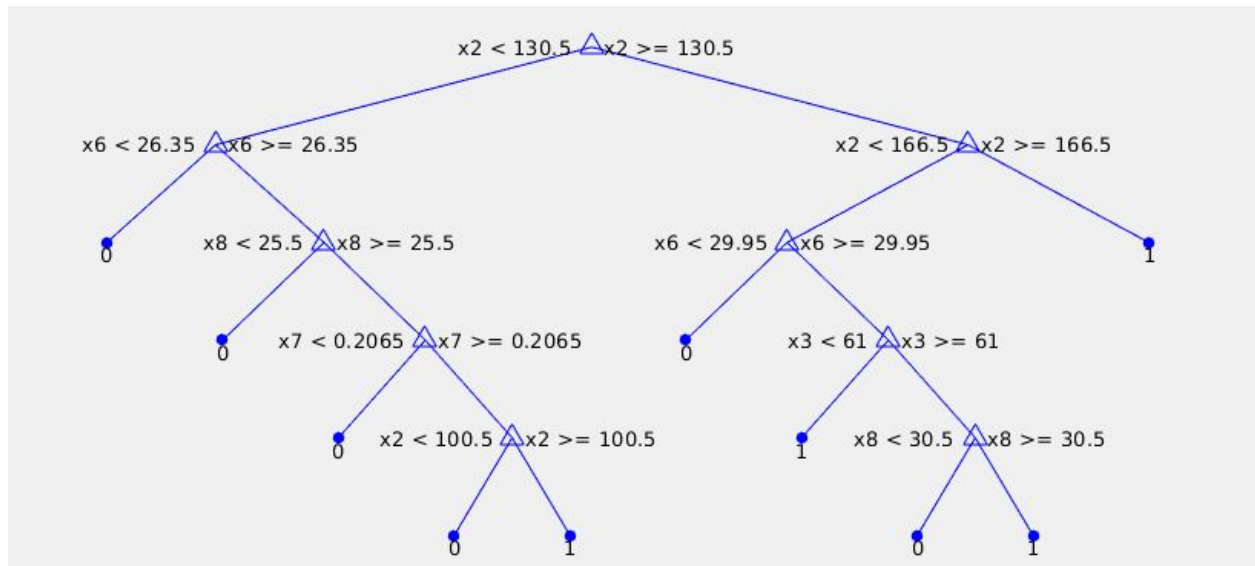 x2 < 130.5 x2 >= 130.5
x6 < 26.35 x6 >= 26.35 x2 < 166.5 x2 >= 166.5
0 x8 < 25.5 x8 >= 25.5 x6 < 29.95 x6 >= 29.95 1
0 x7 < 0.2065 x7 >= 0.2065 0 x3 < 61 x3 >= 61
0 x2 < 100.5 x2 >= 100.5 1 x8 < 30.5 x8 >= 30.5
0 1 0 1